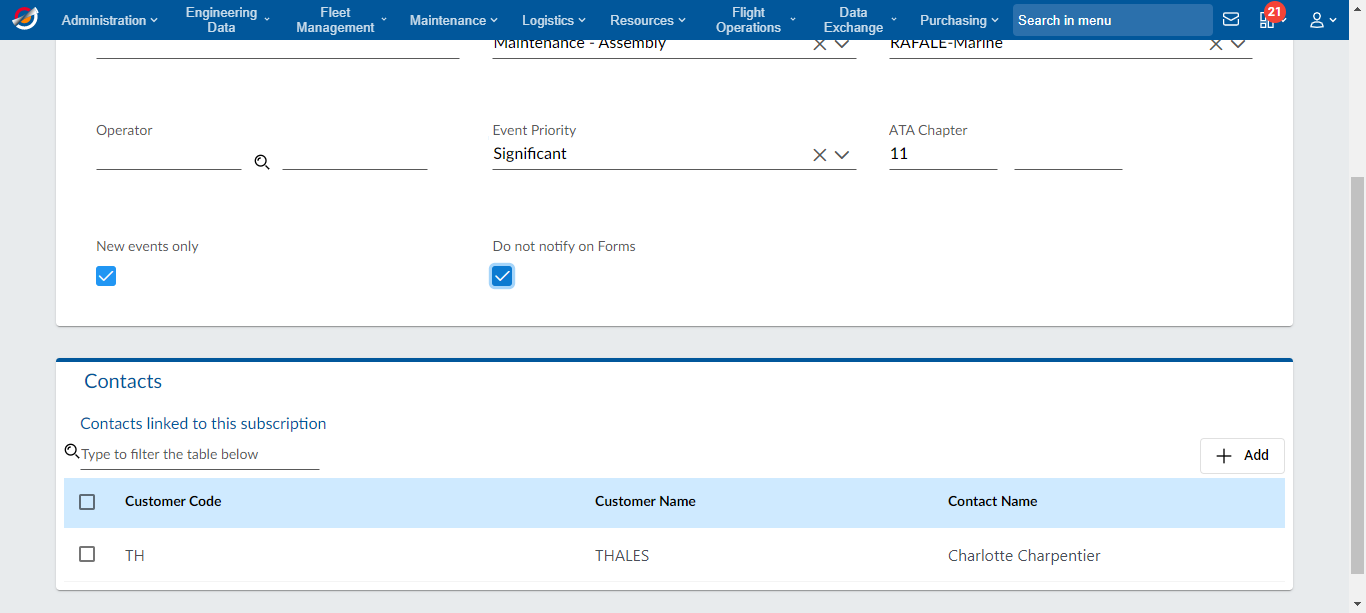 Administration
Engineering Data
Fleet Management
Maintenance
Logistics
Resources
Flight Operations
Data Exchange
Purchasing
Search in menu
21
Maintenance - Assembly
RAFALE-Marine
Operator
Event Priority
ATA Chapter
Significant
11
New events only
Do not notify on Forms
Contacts
Contacts linked to this subscription
Type to filter the table below
Add
Customer Code
Customer Name
Contact Name
TH
THALES
Charlotte Charpentier